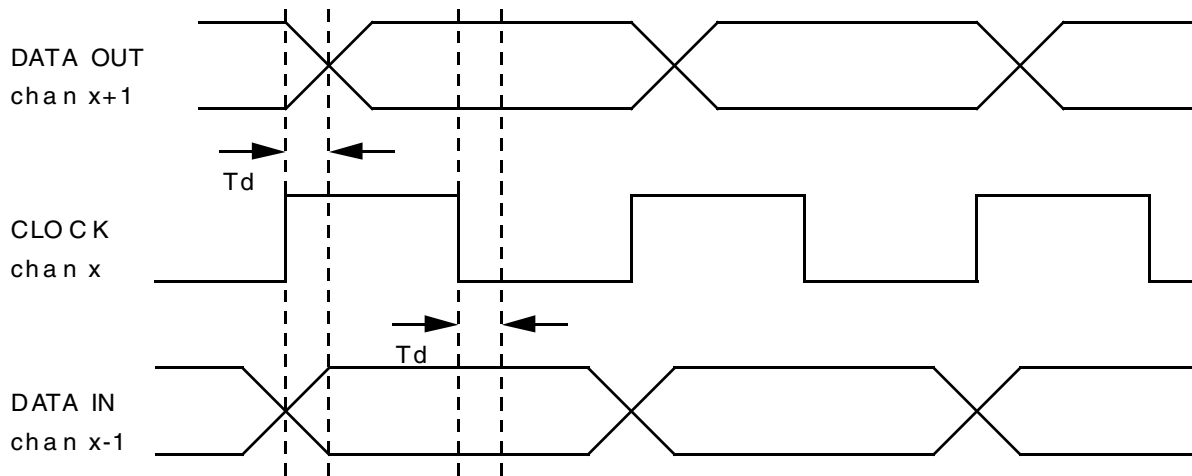 DATA OUT
chan x+1
Td
CLOCK
chan x
Td
DATA IN
chan x-1